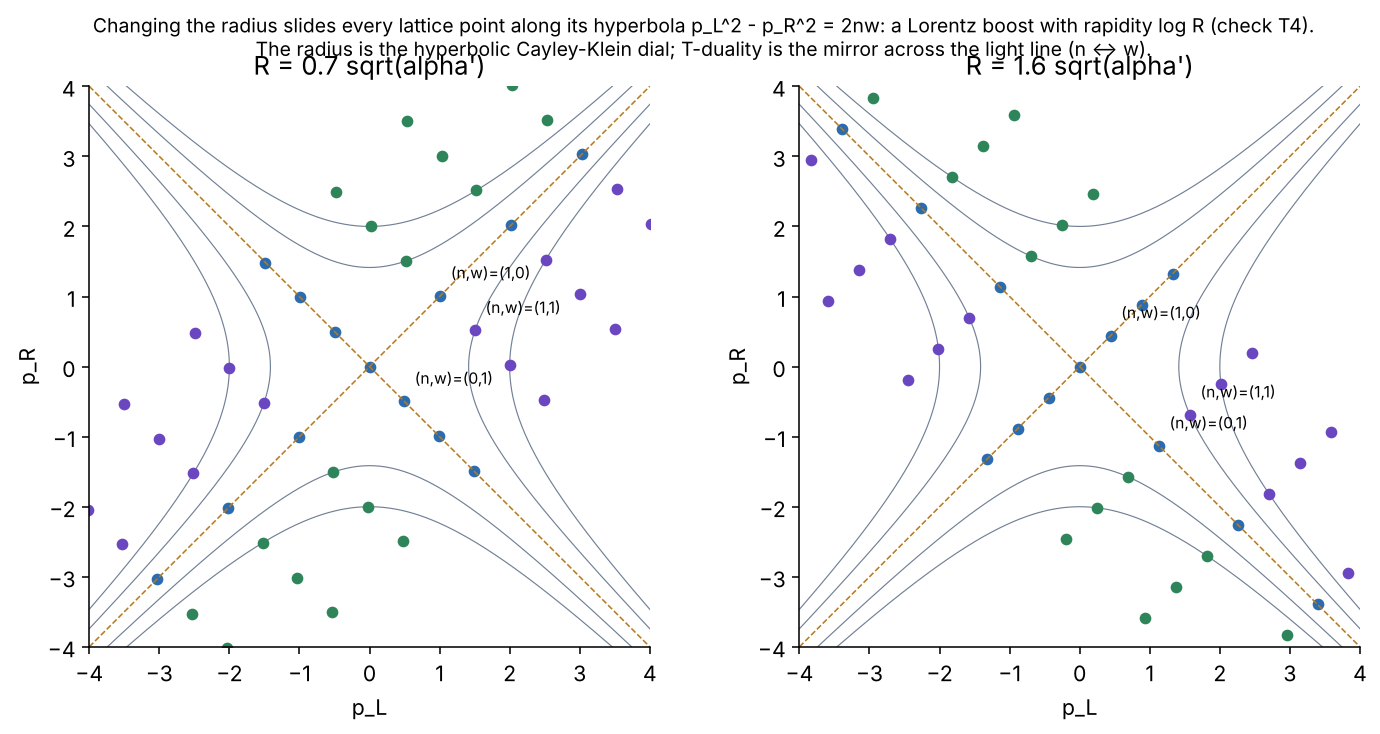 Changing the radius slides every lattice point along its hyperbola p_L^2 - p_R^2 = 2nw: a Lorentz boost with rapidity log R (check T4).
The radius is the hyperbolic Cayley-Klein dial; T-duality is the mirror across the light line (n ↔ w).
R = 0.7 sqrt(alpha')
4
3
2
1
0
−1
−2
−3
−4
p_R
(n,w)=(1,0)
(n,w)=(1,1)
(n,w)=(0,1)
−4 −3 −2 −1 0 1 2 3 4
p_L
R = 1.6 sqrt(alpha')
4
3
2
1
0
−1
−2
−3
−4
p_R
(n,w)=(1,0)
(n,w)=(1,1)
(n,w)=(0,1)
−4 −3 −2 −1 0 1 2 3 4
p_L